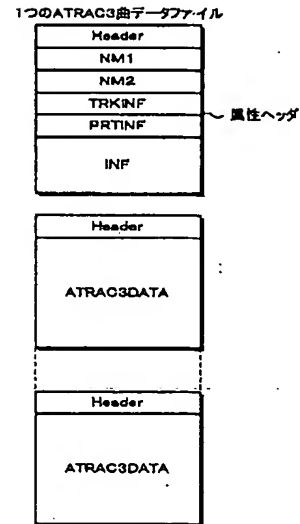 1つのATRAC3曲データファイル
Header
NM1
NM2
TRKINF
属性ヘッダ
PRTINF
INF
Header
ATRAC3DATA
Header
ATRAC3DATA